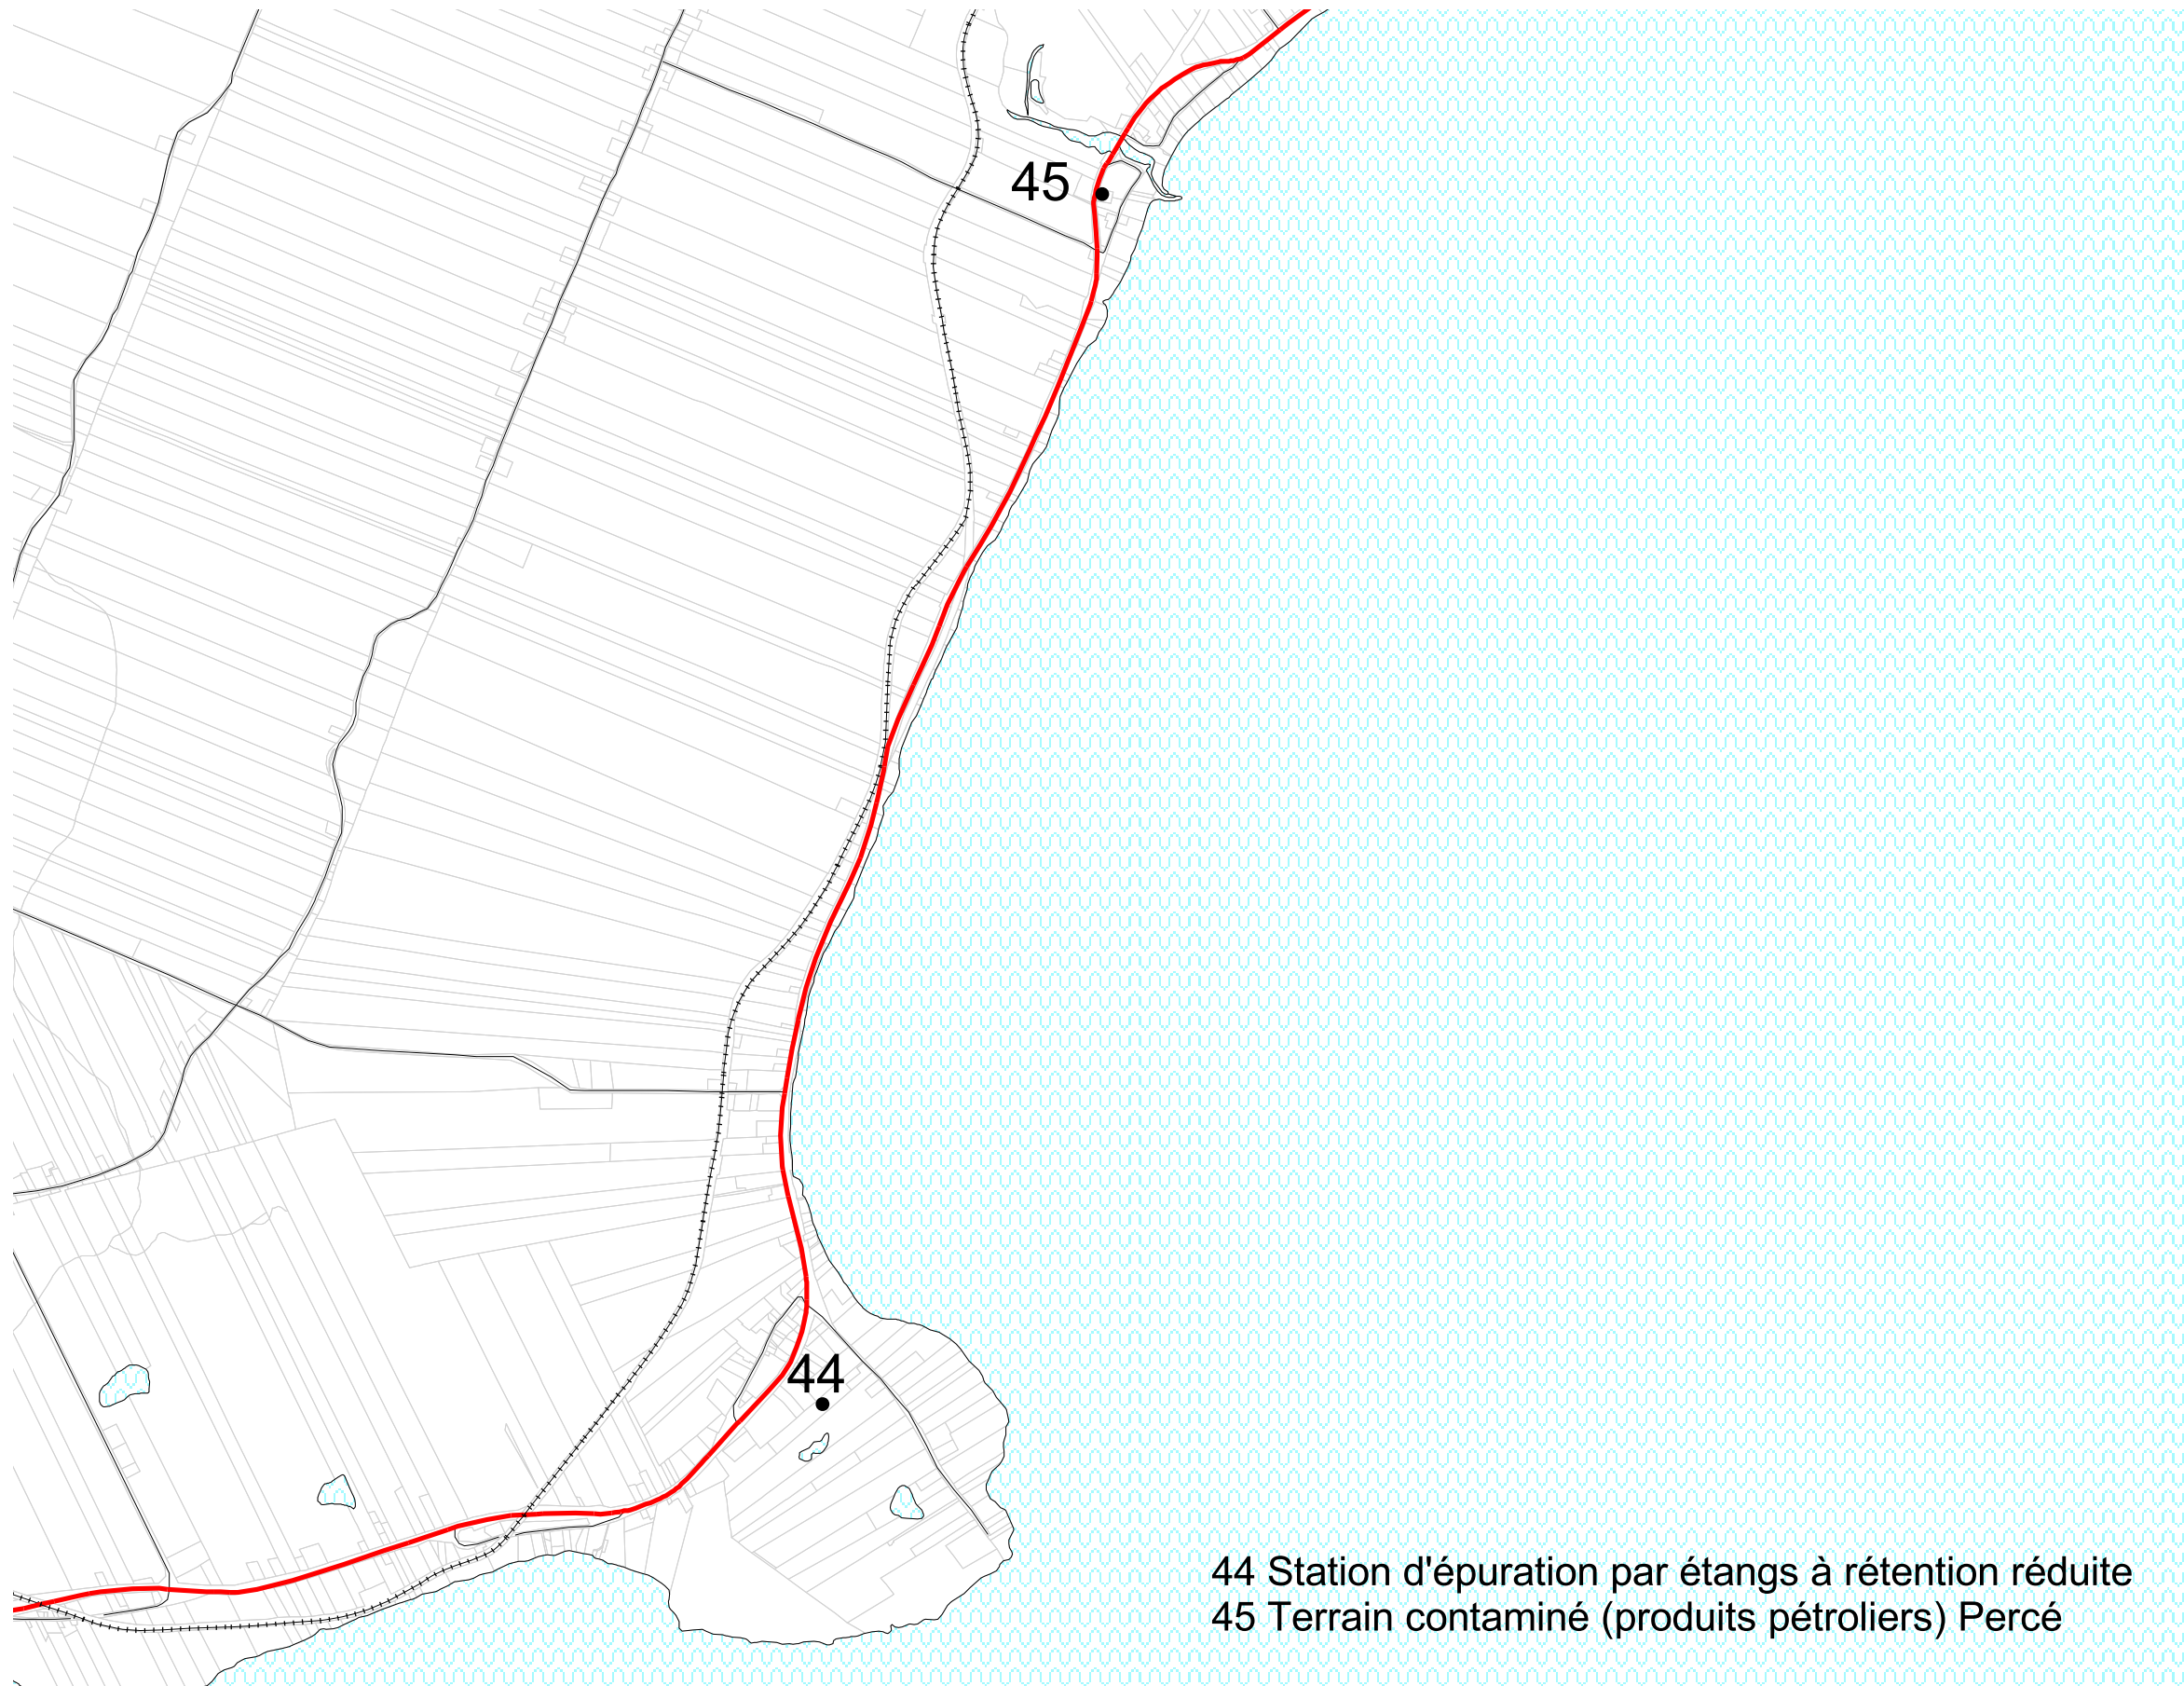 45
44
44 Station d'épuration par étangs à rétention réduite
45 Terrain contaminé (produits pétroliers) Percé